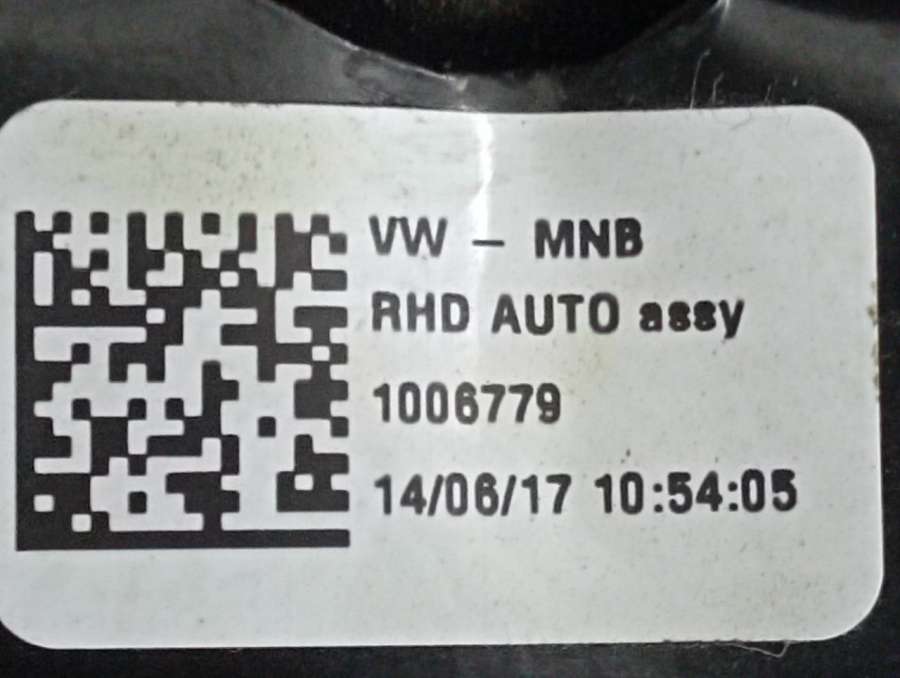 VW – MNB
RHD AUTO assy
1006779
14/06/17 10:54:05